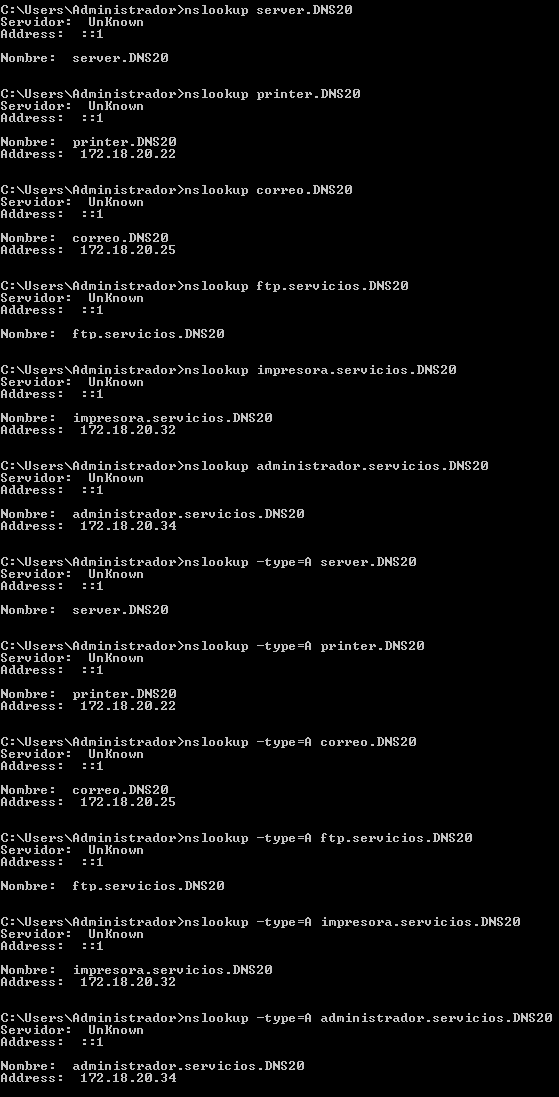 C:\Users\Administrador>nslookup server.DNS20
Servidor:  UnKnown
Address:  ::1
Nombre:  server.DNS20
C:\Users\Administrador>nslookup printer.DNS20
Servidor:  UnKnown
Address:  ::1
Nombre:  printer.DNS20
Address:  172.18.20.22
C:\Users\Administrador>nslookup correo.DNS20
Servidor:  UnKnown
Address:  ::1
Nombre:  correo.DNS20
Address:  172.18.20.25
C:\Users\Administrador>nslookup ftp.servicios.DNS20
Servidor:  UnKnown
Address:  ::1
Nombre:  ftp.servicios.DNS20
C:\Users\Administrador>nslookup impresora.servicios.DNS20
Servidor:  UnKnown
Address:  ::1
Nombre:  impresora.servicios.DNS20
Address:  172.18.20.32
C:\Users\Administrador>nslookup administrador.servicios.DNS20
Servidor:  UnKnown
Address:  ::1
Nombre:  administrador.servicios.DNS20
Address:  172.18.20.34
C:\Users\Administrador>nslookup -type=A server.DNS20
Servidor:  UnKnown
Address:  ::1
Nombre:  server.DNS20
C:\Users\Administrador>nslookup -type=A printer.DNS20
Servidor:  UnKnown
Address:  ::1
Nombre:  printer.DNS20
Address:  172.18.20.22
C:\Users\Administrador>nslookup -type=A correo.DNS20
Servidor:  UnKnown
Address:  ::1
Nombre:  correo.DNS20
Address:  172.18.20.25
C:\Users\Administrador>nslookup -type=A ftp.servicios.DNS20
Servidor:  UnKnown
Address:  ::1
Nombre:  ftp.servicios.DNS20
C:\Users\Administrador>nslookup -type=A impresora.servicios.DNS20
Servidor:  UnKnown
Address:  ::1
Nombre:  impresora.servicios.DNS20
Address:  172.18.20.32
C:\Users\Administrador>nslookup -type=A administrador.servicios.DNS20
Servidor:  UnKnown
Address:  ::1
Nombre:  administrador.servicios.DNS20
Address:  172.18.20.34